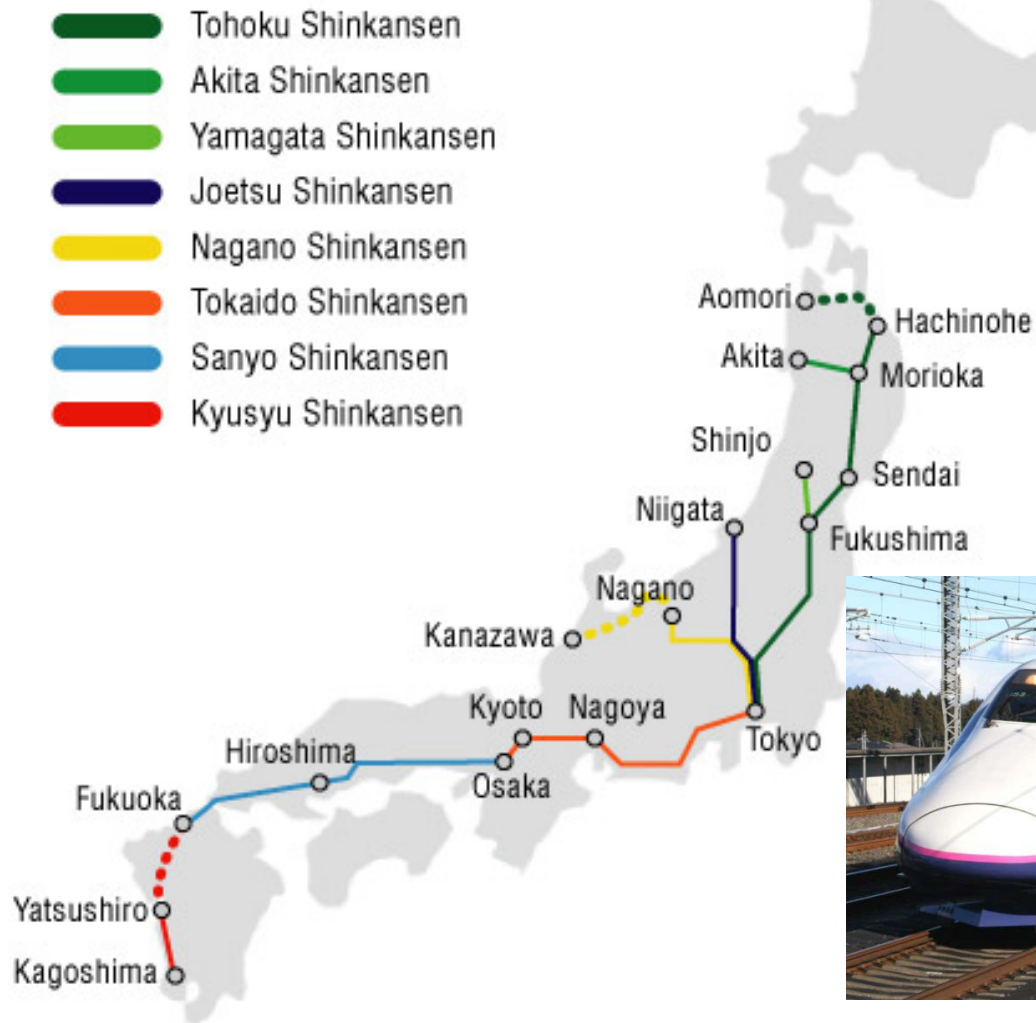 Tohoku Shinkansen
Akita Shinkansen
Yamagata Shinkansen
Joetsu Shinkansen
Nagano Shinkansen
Tokaido Shinkansen
Sanyo Shinkansen
Kyusyu Shinkansen
Aomori
Hachinohe
Akita
Morioka
Shinjo
Sendai
Niigata
Fukushima
Nagano
Kanazawa
Kyoto
Nagoya
Tokyo
Hiroshima
Osaka
Fukuoka
Yatsushiro
Kagoshima